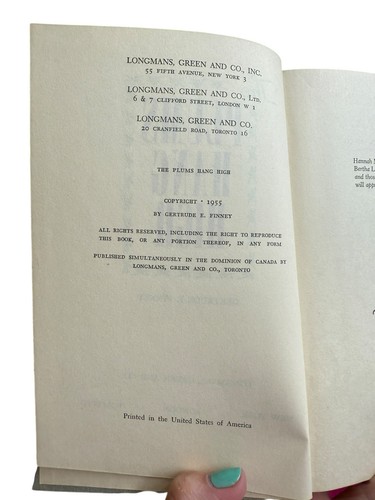 LONGMANS, GREEN AND CO., INC.
55 FIFTH AVENUE, NEW YORK 3
LONGMANS, GREEN AND CO., LTD.
6 & 7 CLIFFORD STREET, LONDON W 1
LONGMANS, GREEN AND CO.
20 CRANFIELD ROAD, TORONTO 16
THE PLUMS HANG HIGH
COPYRIGHT · 1955
BY GERTRUDE E. FINNEY
ALL RIGHTS RESERVED, INCLUDING THE RIGHT TO REPRODUCE
THIS BOOK, OR ANY PORTION THEREOF, IN ANY FORM
PUBLISHED SIMULTANEOUSLY IN THE DOMINION OF CANADA BY
LONGMANS, GREEN AND CO., TORONTO
Printed in the United States of America
Hannah
Bertha L
and
will